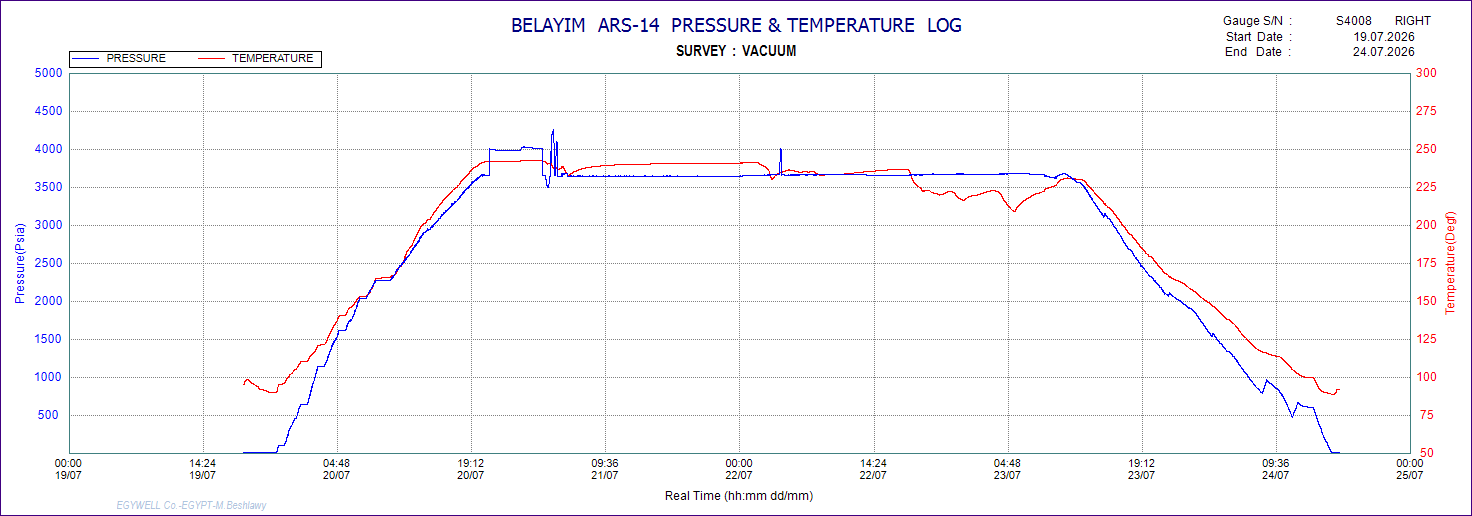 BELAYIM ARS-14 PRESSURE & TEMPERATURE LOG
SURVEY : VACUUM
Gauge S/N : S4008 RIGHT
Start Date : 19.07.2026
End Date : 24.07.2026
PRESSURE TEMPERATURE
5000
4500
4000
3500
3000
2500
2000
1500
1000
500
Pressure(Psia)
300
275
250
225
200
175
150
125
100
75
50
Temperature(Degf)
00:00 14:24 04:48 19:12 09:36 00:00 14:24 04:48 19:12 09:36 00:00
19/07 19/07 20/07 20/07 21/07 22/07 22/07 23/07 23/07 24/07 25/07
Real Time (hh:mm dd/mm)
EGYWELL Co.-EGYPT-M.Beshlawy